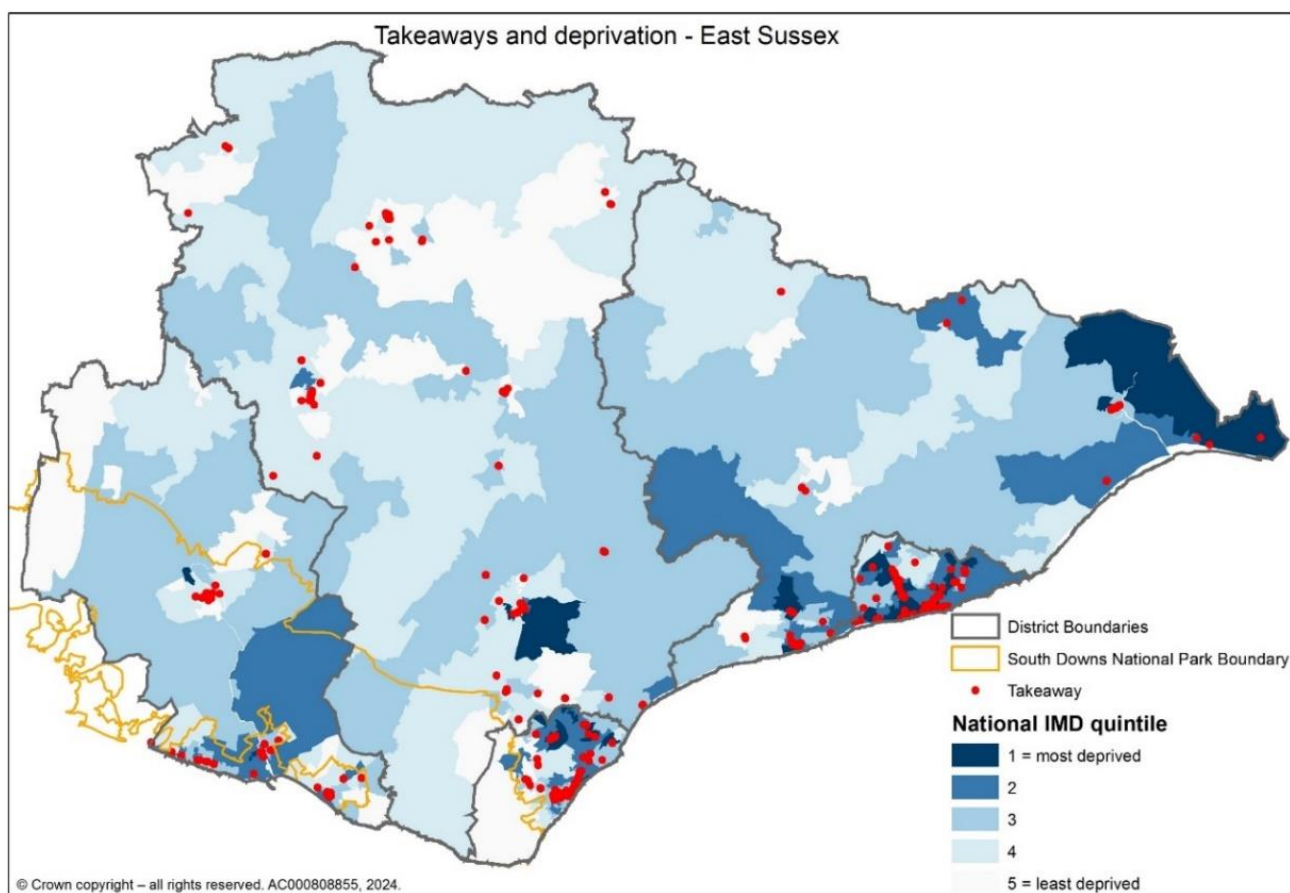 Takeaways and deprivation - East Sussex
District Boundaries
South Downs National Park Boundary
Takeaway
National IMD quintile
1 = most deprived
2
3
4
5 = least deprived
© Crown copyright – all rights reserved. AC000808855, 2024.